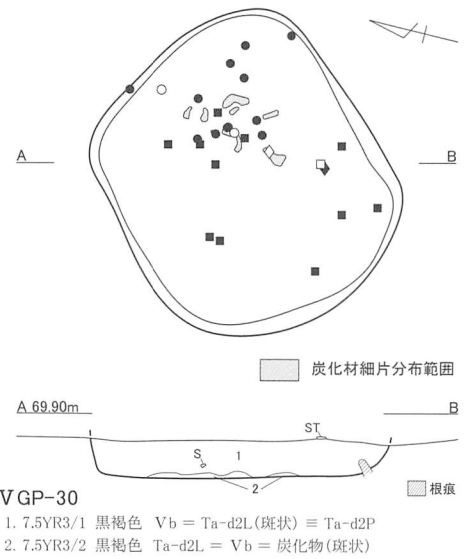 A
B
炭化材細片分布範囲
A 69.90m
B
ST
S
1
2
根痕
ⅤGP-30
1. 7.5YR3/1 黒褐色 Ⅴb = Ta-d2L(斑状) ≡ Ta-d2P
2. 7.5YR3/2 黒褐色 Ta-d2L = Ⅴb = 炭化物(斑状)